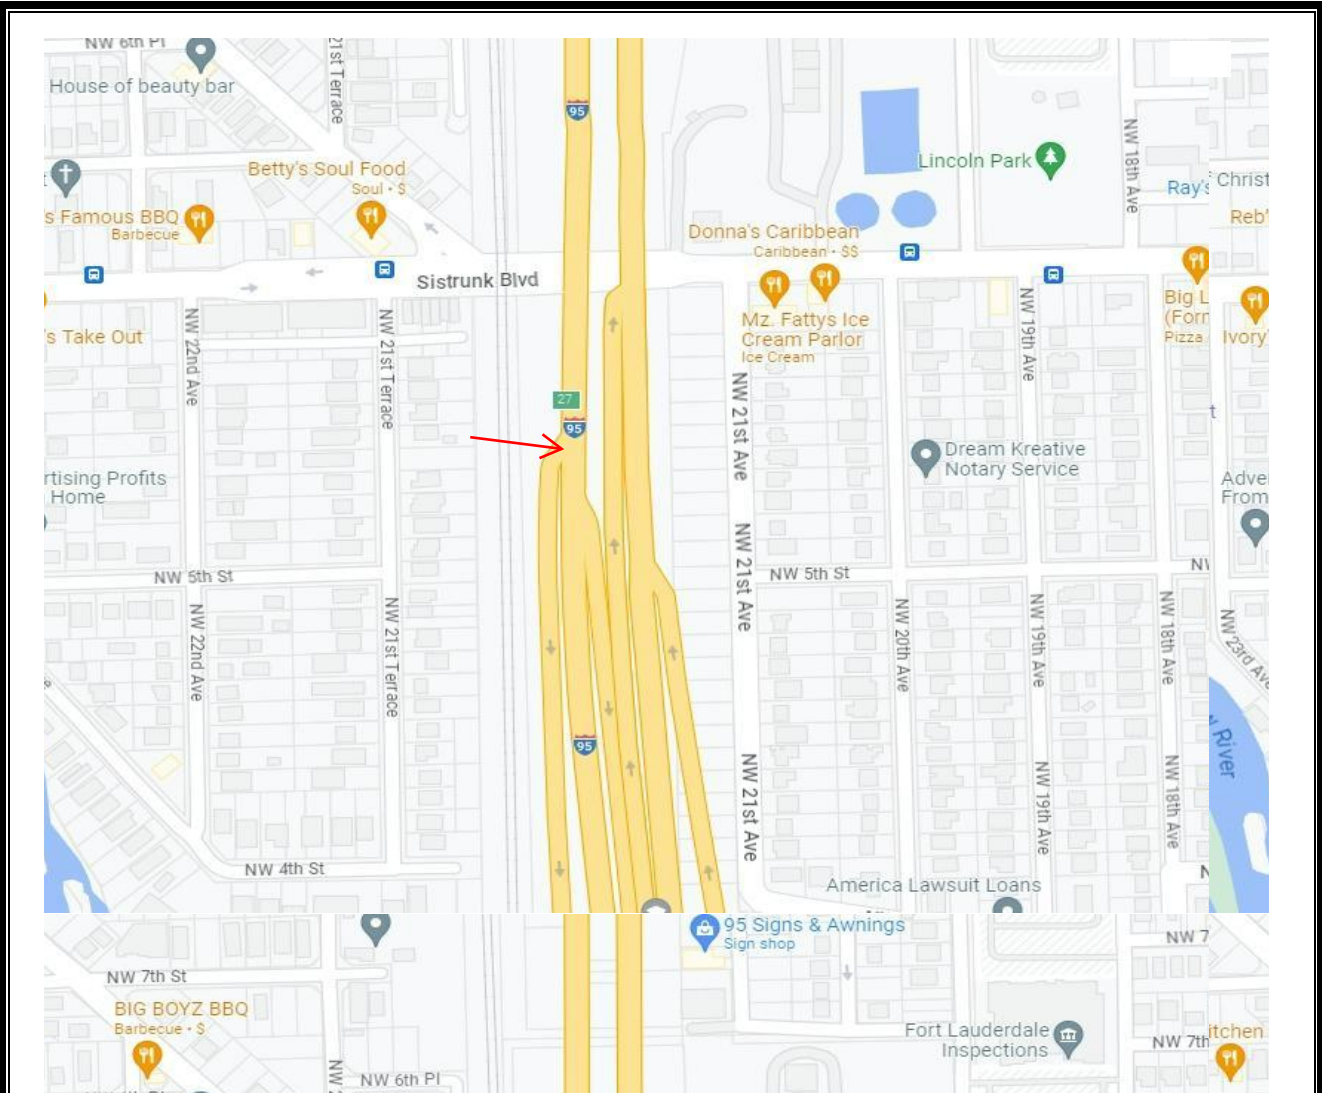 NW 6th Pl
House of beauty bar
21st Terrace
95
Betty's Soul Food
Soul • $
s Famous BBQ
Barbecue
Sistrunk Blvd
Donna's Caribbean
Caribbean • $$
Lincoln Park
NW 18th Ave
Ray's
Christ
Reb'
s Take Out
NW 22nd Ave
NW 21st Terrace
Mz. Fattys Ice
Cream Parlor
Ice Cream
NW 19th Ave
Big L
(Forn
Pizza
Ivory'
27
95
NW 21st Ave
t
Dream Kreative
Notary Service
rtising Profits
Home
Adve
From
NW 21st Ave
NW 5th St
NW 5th St
NW 22nd Ave
NW 21st Terrace
NW 20th Ave
NW 19th Ave
NW 18th Ave
NW 23rd Ave
River
95
NW 21st Ave
NW 19th Ave
NW 18th Ave
NW 4th St
America Lawsuit Loans
95 Signs & Awnings
Sign shop
NW 7
NW 7th St
BIG BOYZ BBQ
Barbecue • $
Fort Lauderdale
Inspections
NW 7th
itchen
NW 6th Pl